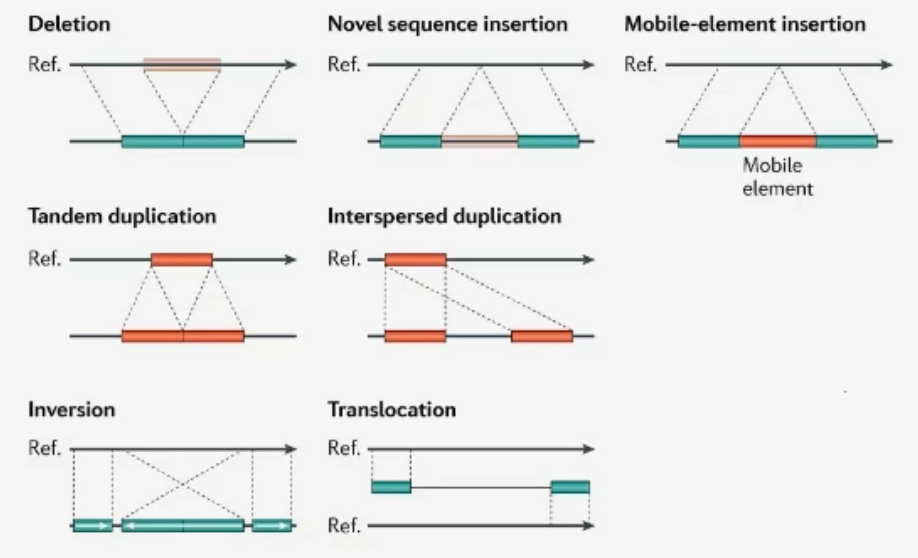 Deletion
Novel sequence insertion
Mobile-element insertion
Ref.
Ref.
Ref.
Mobile
element
Tandem duplication
Interspersed duplication
Ref.
Ref.
Inversion
Translocation
Ref.
Ref.
Ref.